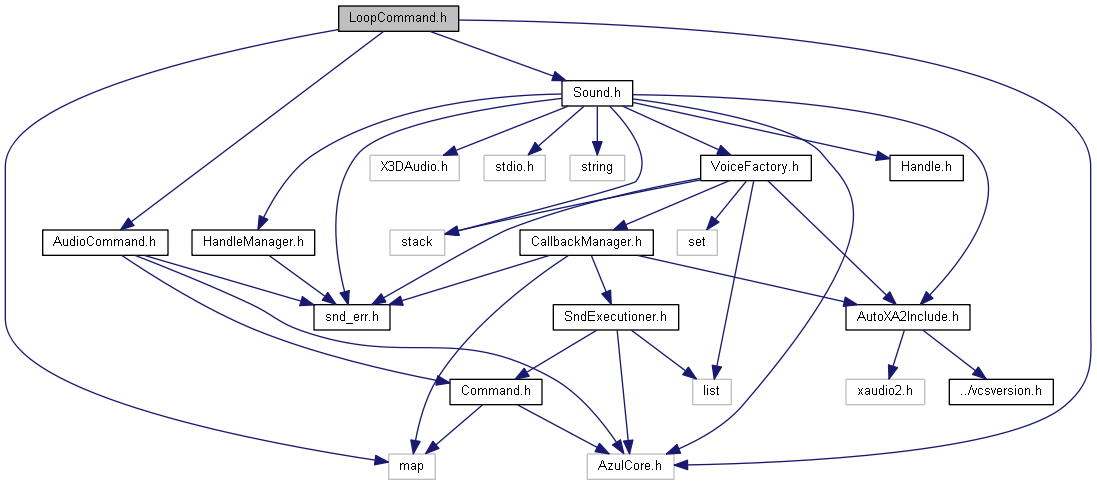 LoopCommand.h
Sound.h
X3DAudio.h
stdio.h
string
VoiceFactory.h
Handle.h
AudioCommand.h
HandleManager.h
stack
CallbackManager.h
set
snd_err.h
SndExecutioner.h
AutoXA2Include.h
Command.h
list
xaudio2.h
../vcsversion.h
map
AzulCore.h